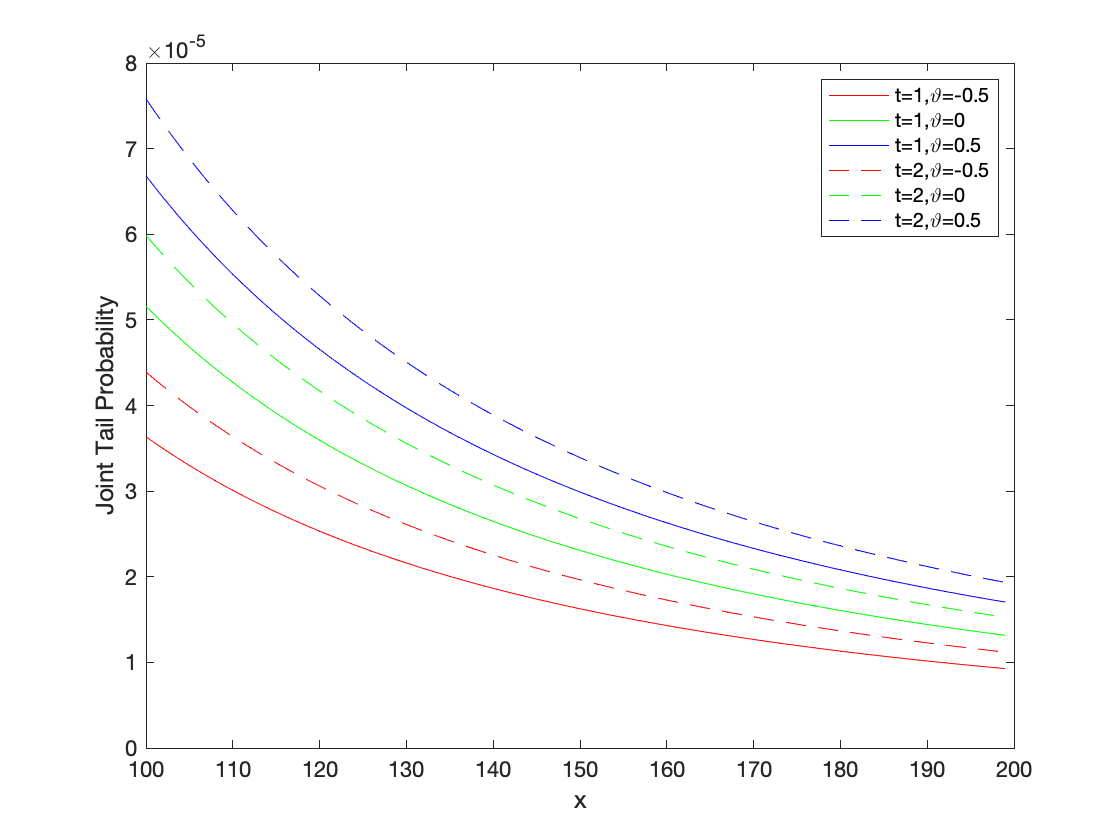 ×10-5
8
7
6
5
4
3
2
1
0
Joint Tail Probability
100 110 120 130 140 150 160 170 180 190 200
x
t=1,ϑ=-0.5
t=1,ϑ=0
t=1,ϑ=0.5
t=2,ϑ=-0.5
t=2,ϑ=0
t=2,ϑ=0.5